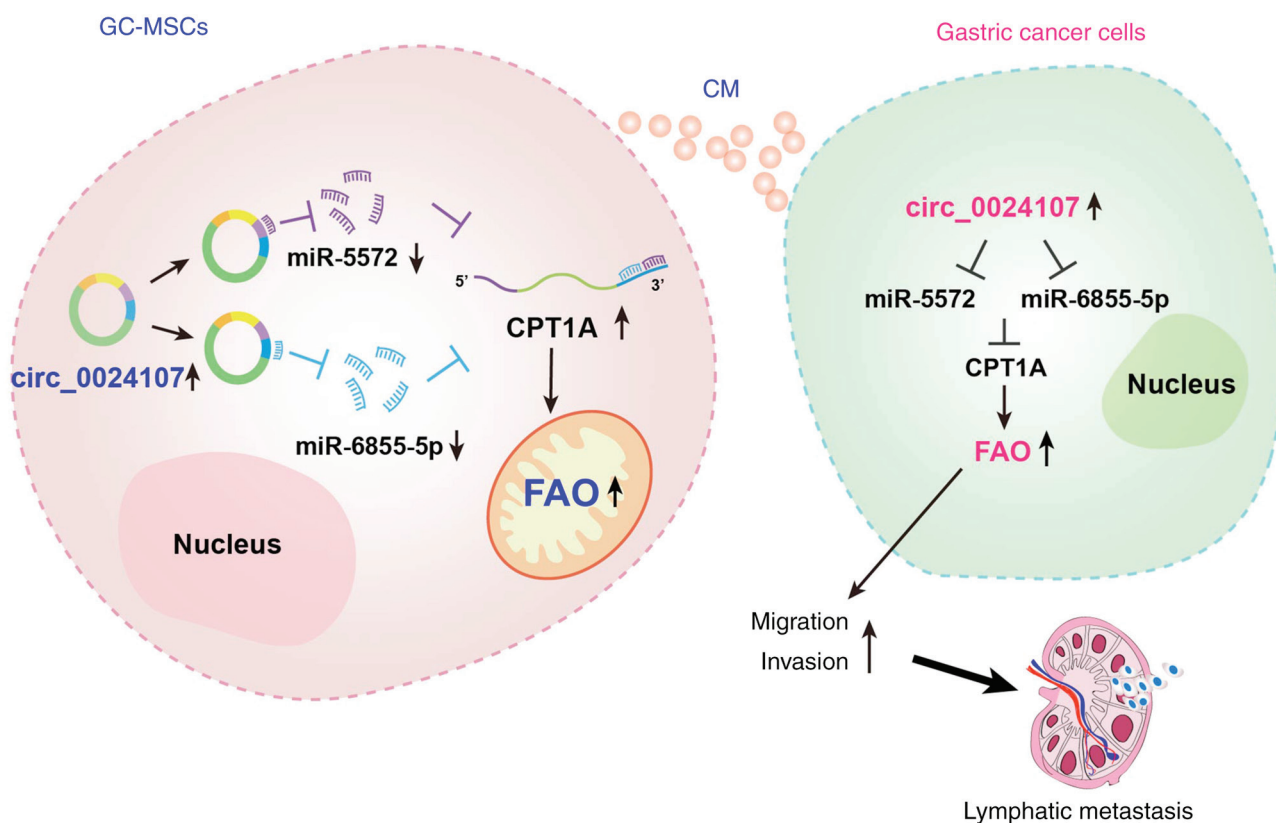 GC-MSCs
Gastric cancer cells
CM
miR-5572
5’
3’
CPT1A
circ_0024107
miR-6855-5p
FAO
Nucleus
circ_0024107
miR-5572
miR-6855-5p
CPT1A
Nucleus
FAO
Migration
Invasion
Lymphatic metastasis